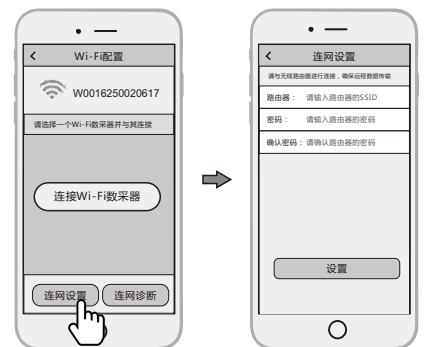 Wi-Fi配置
W0016250020617
请选择一个Wi-Fi数采器并与其连接
连接Wi-Fi数采器
连网设置
连网诊断
连网设置
请与无线路由器进行连接，确保远程数据传输
路由器： 请输入路由器的SSID
密码： 请输入路由器的密码
确认密码：请确认路由器的密码
设置